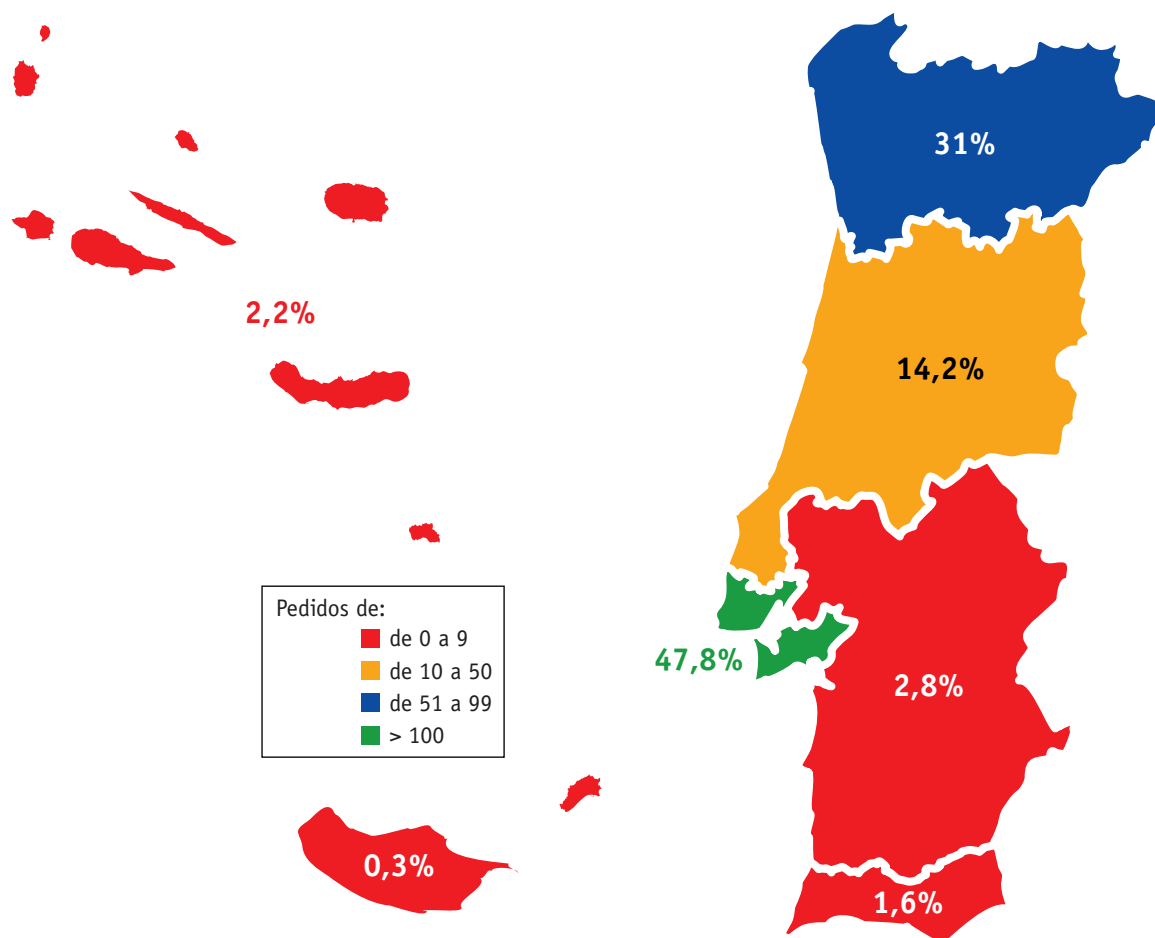 31%
2,2%
14,2%
Pedidos de:
de 0 a 9
de 10 a 50
de 51 a 99
> 100
47,8%
2,8%
0,3%
1,6%